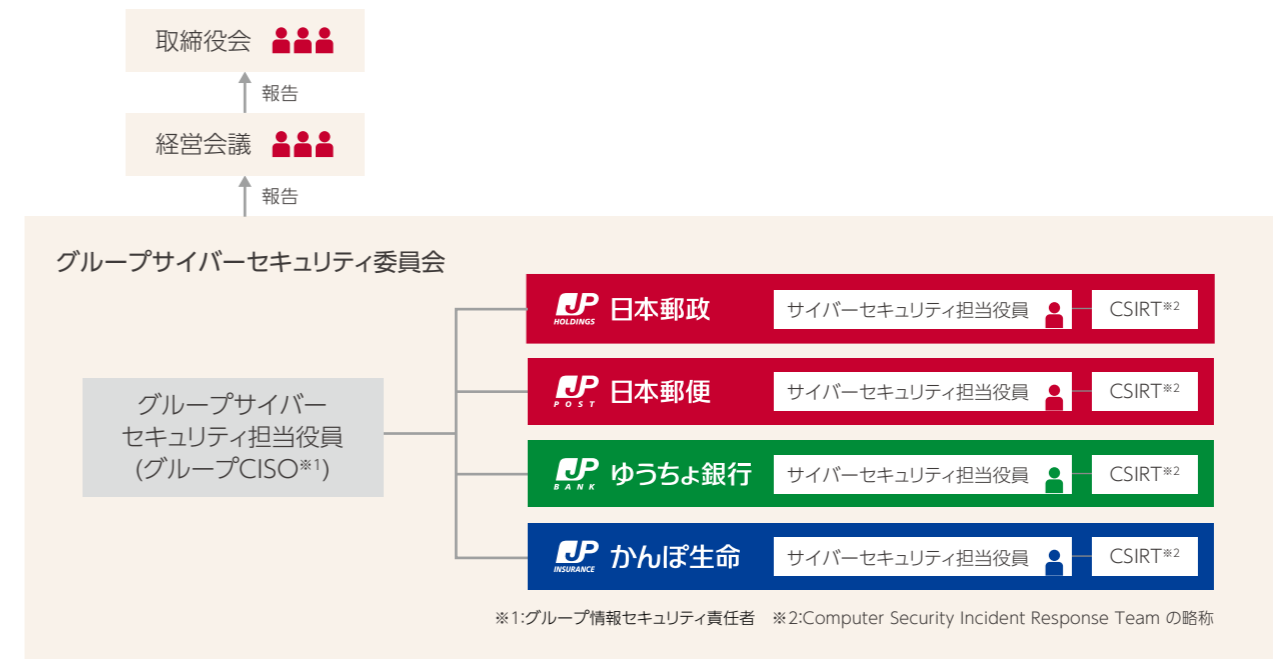 取締役会
報告
経営会議
報告
グループサイバーセキュリティ委員会
グループサイバー
セキュリティ担当役員
(グループCISO※1)
JP HOLDINGS 日本郵政 サイバーセキュリティ担当役員 CSIRT※2
JP POST 日本郵便 サイバーセキュリティ担当役員 CSIRT※2
JP BANK ゆうちょ銀行 サイバーセキュリティ担当役員 CSIRT※2
JP INSURANCE かんぽ生命 サイバーセキュリティ担当役員 CSIRT※2
※1:グループ情報セキュリティ責任者 ※2:Computer Security Incident Response Team の略称